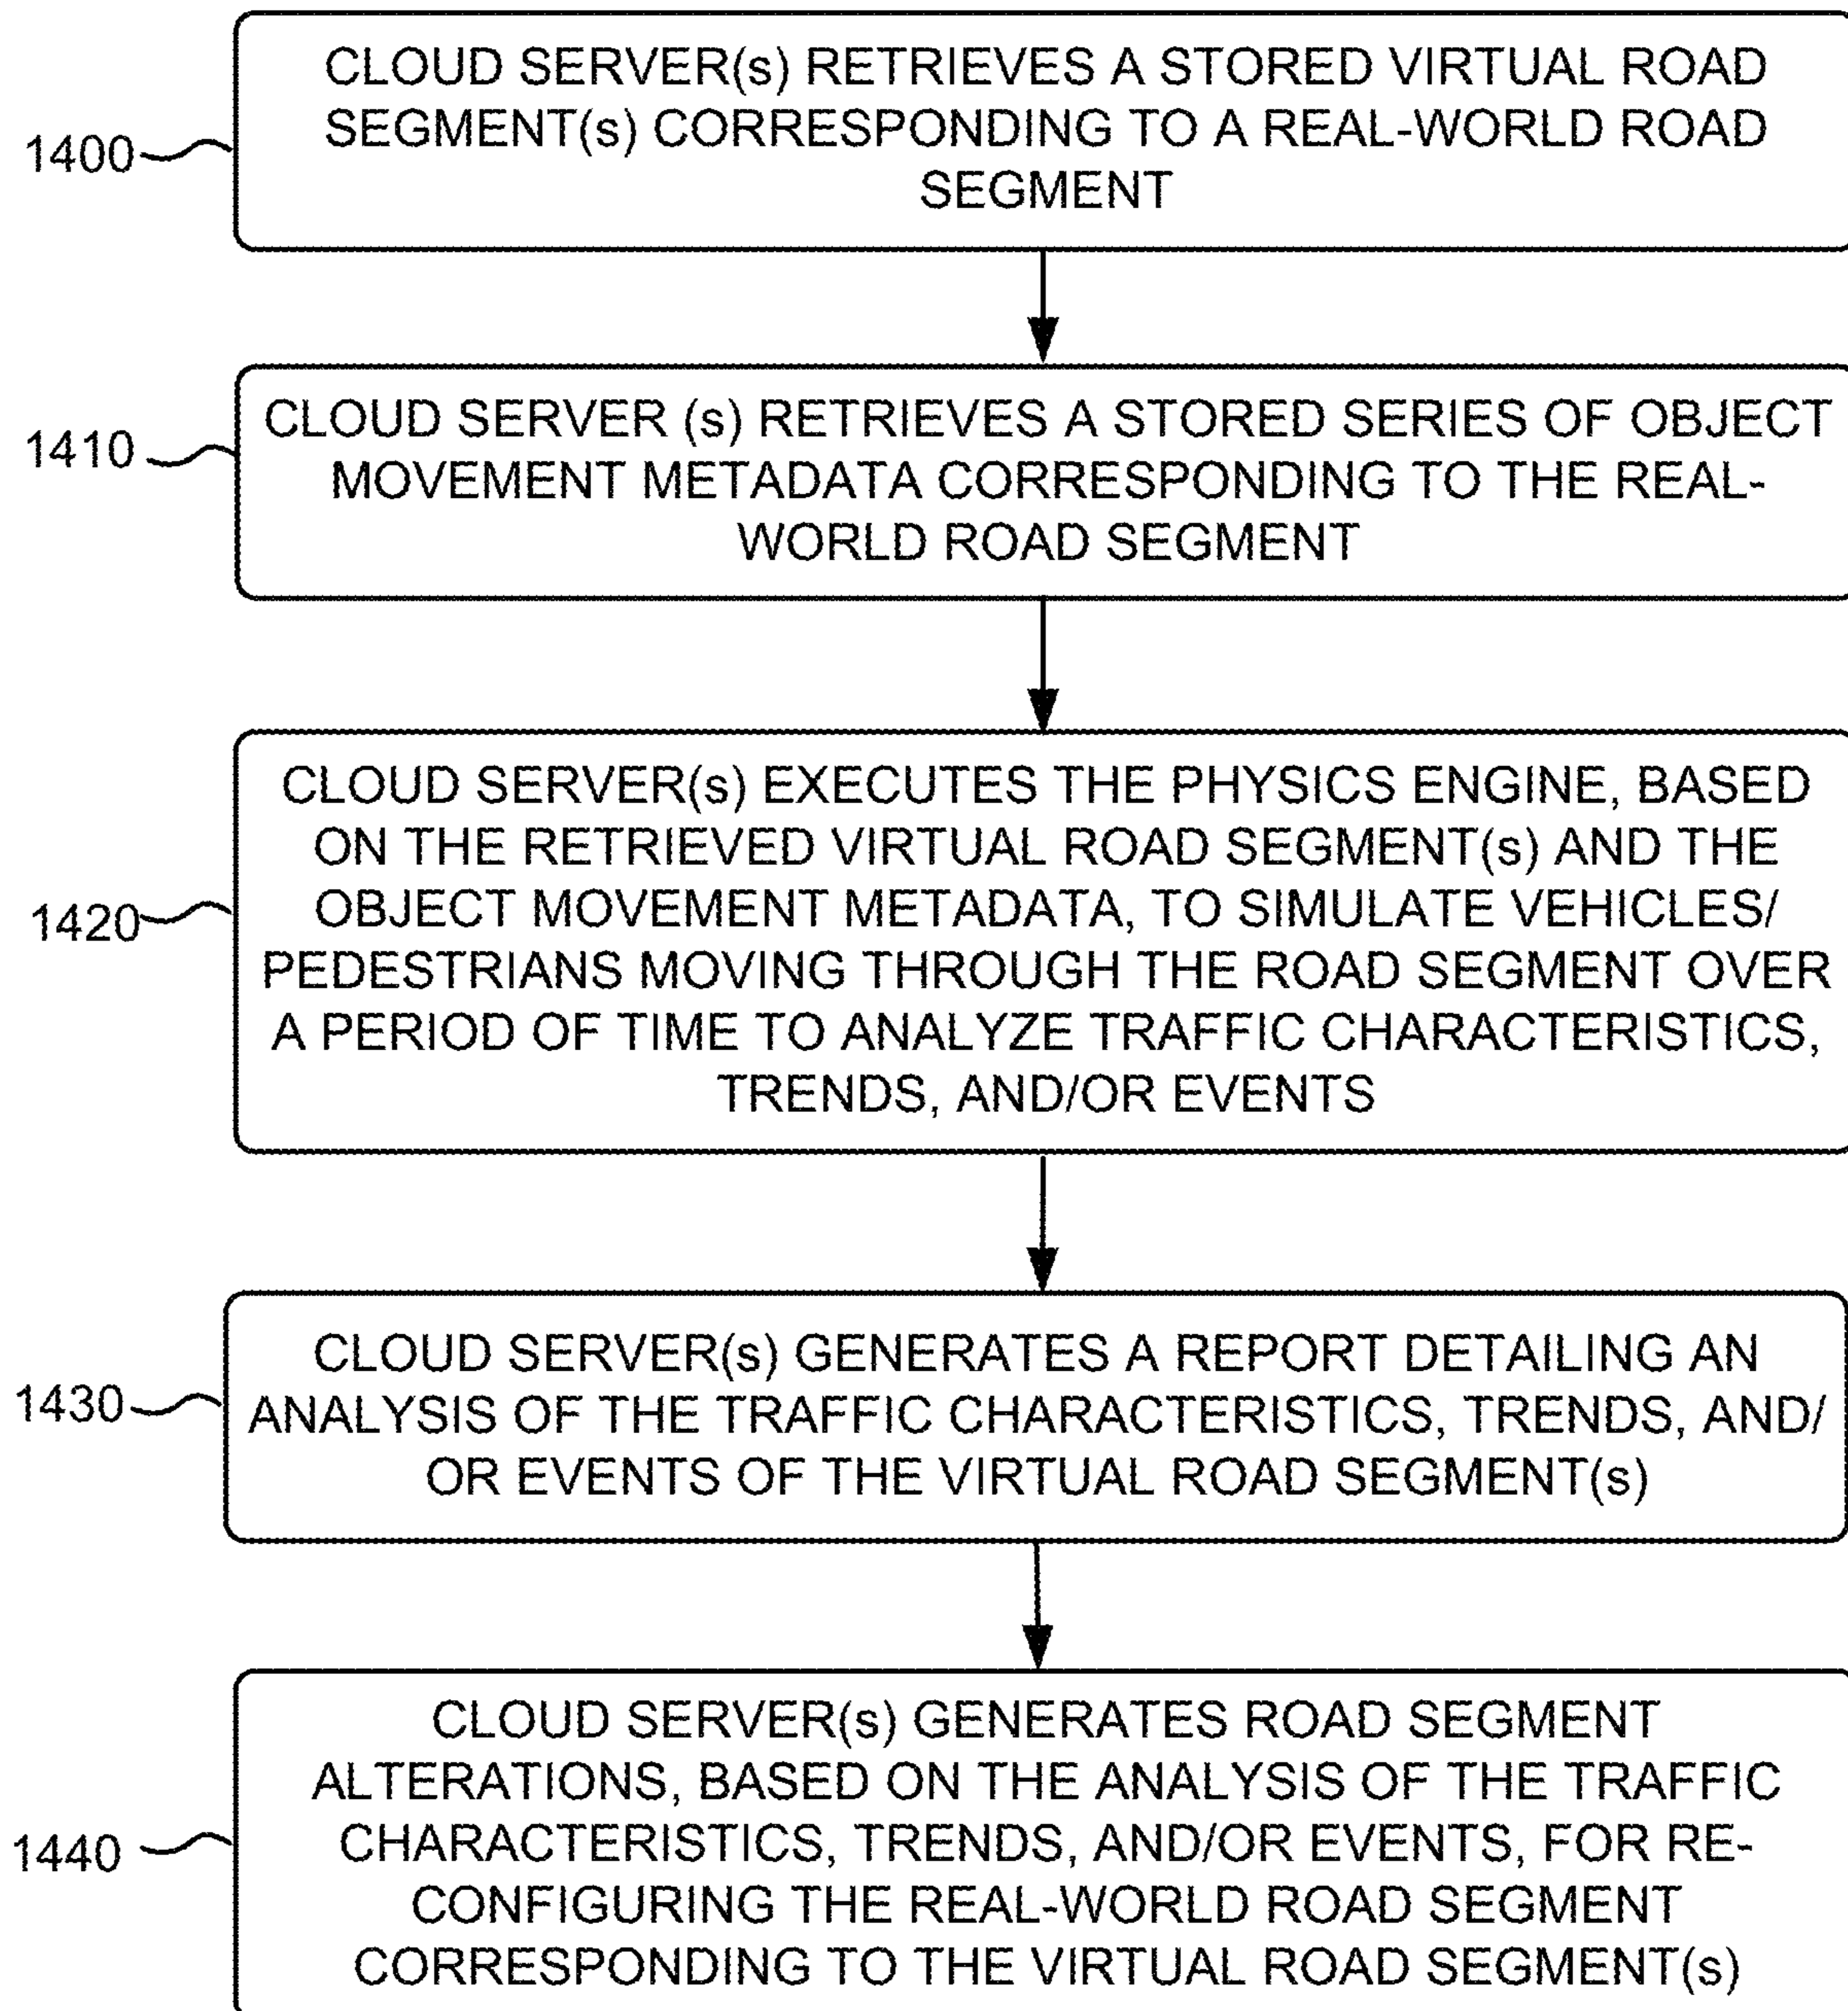 CLOUD SERVER(s) RETRIEVES A STORED VIRTUAL ROAD
SEGMENT(s) CORRESPONDING TO A REAL-WORLD ROAD
SEGMENT
1400
CLOUD SERVER (s) RETRIEVES A STORED SERIES OF OBJECT
MOVEMENT METADATA CORRESPONDING TO THE REAL-
WORLD ROAD SEGMENT
1410
CLOUD SERVER(s) EXECUTES THE PHYSICS ENGINE, BASED
ON THE RETRIEVED VIRTUAL ROAD SEGMENT(s) AND THE
OBJECT MOVEMENT METADATA, TO SIMULATE VEHICLES/
PEDESTRIANS MOVING THROUGH THE ROAD SEGMENT OVER
A PERIOD OF TIME TO ANALYZE TRAFFIC CHARACTERISTICS,
TRENDS, AND/OR EVENTS
1420
CLOUD SERVER(s) GENERATES A REPORT DETAILING AN
ANALYSIS OF THE TRAFFIC CHARACTERISTICS, TRENDS, AND/
OR EVENTS OF THE VIRTUAL ROAD SEGMENT(s)
1430
CLOUD SERVER(s) GENERATES ROAD SEGMENT
ALTERATIONS, BASED ON THE ANALYSIS OF THE TRAFFIC
CHARACTERISTICS, TRENDS, AND/OR EVENTS, FOR RE-
CONFIGURING THE REAL-WORLD ROAD SEGMENT
CORRESPONDING TO THE VIRTUAL ROAD SEGMENT(s)
1440